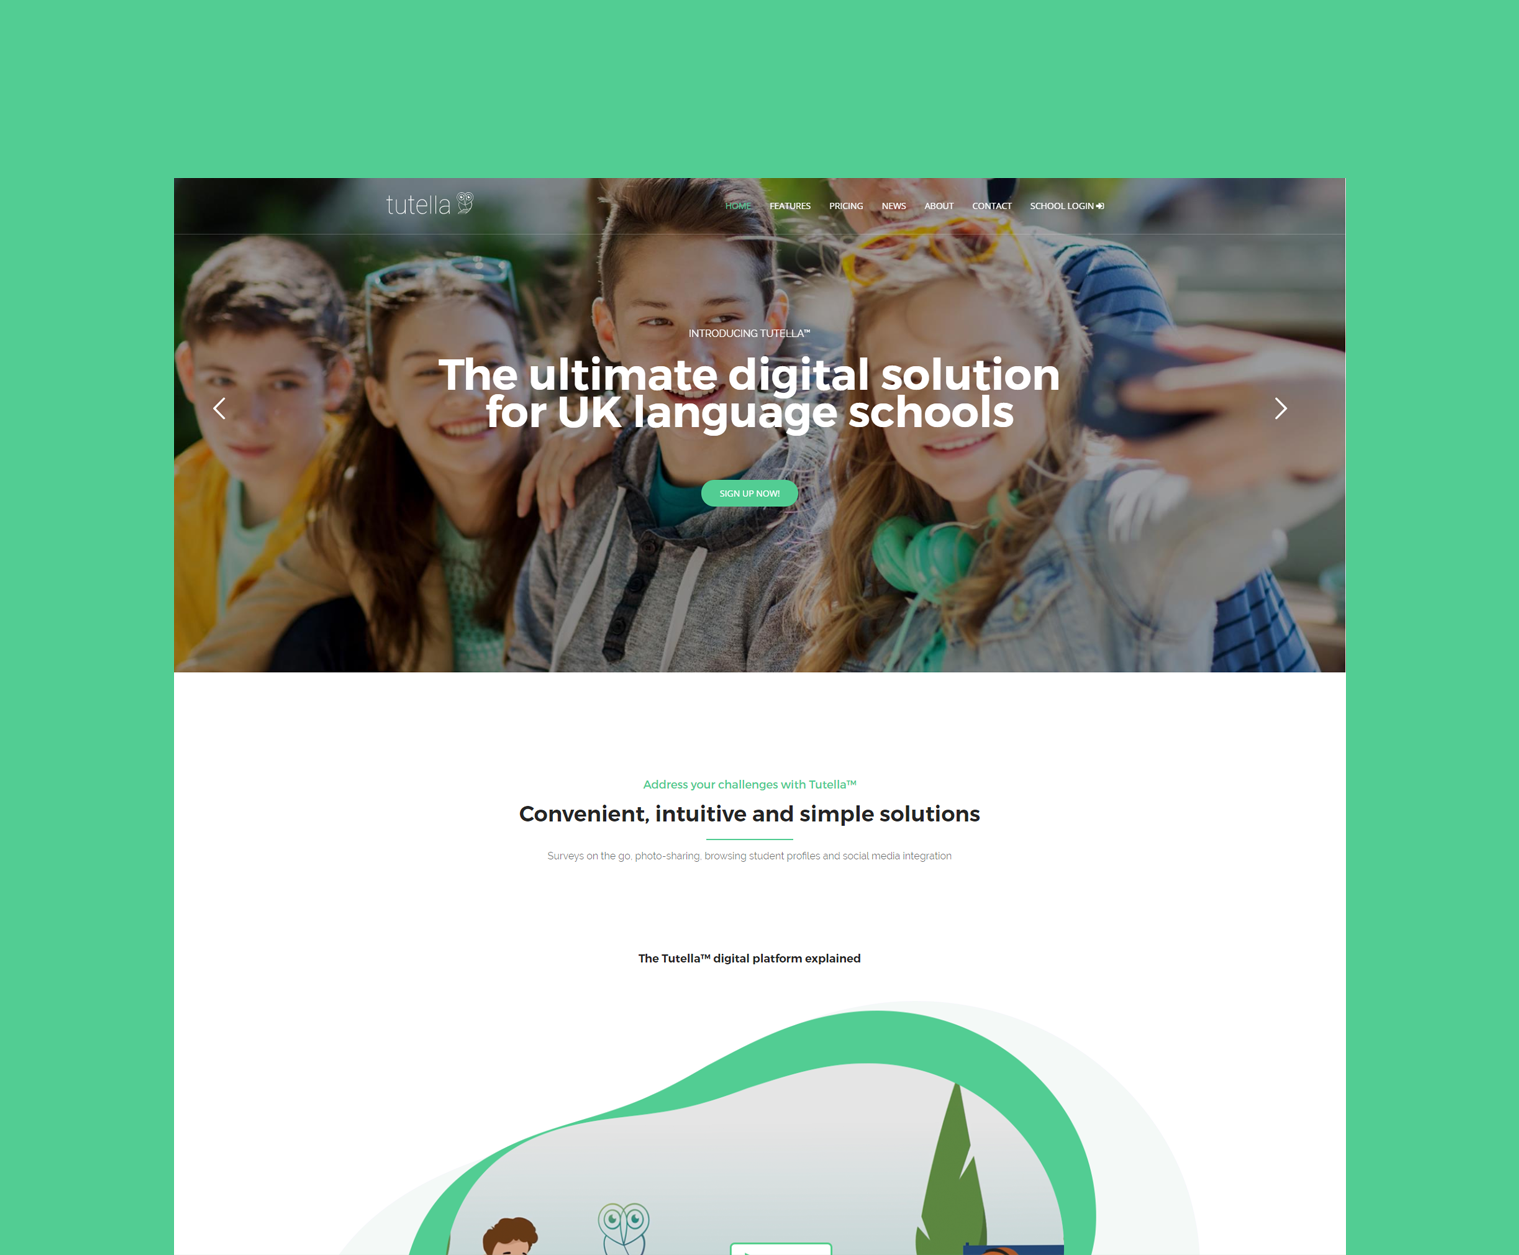 tutella
HOME FEATURES PRICING NEWS ABOUT CONTACT SCHOOL LOGIN
INTRODUCING TUTELLA™
The ultimate digital solution
for UK language schools
SIGN UP NOW!
Address your challenges with Tutella™
Convenient, intuitive and simple solutions
Surveys on the go, photo-sharing, browsing student profiles and social media integration
The Tutella™ digital platform explained